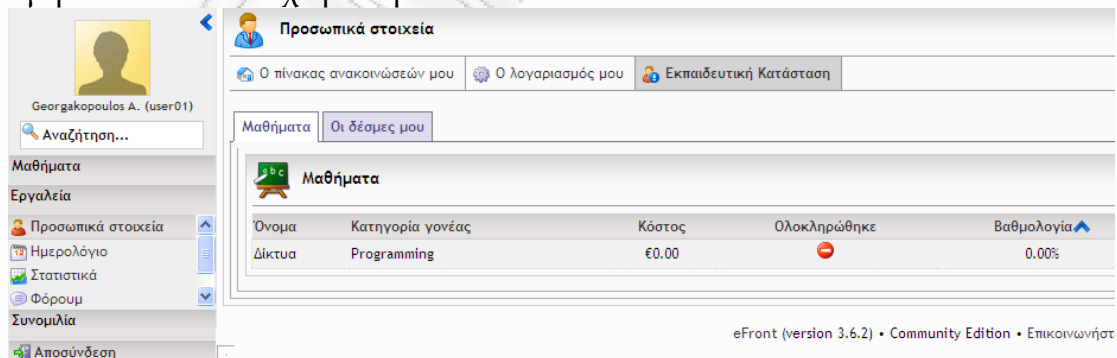 Georgakopoulos A. (user01)
Αναζήτηση...
Μαθήματα
Εργαλεία
Προσωπικά στοιχεία
Ημερολόγιο
Στατιστικά
Φόρουμ
Συνομιλία
Αποσύνδεση
Προσωπικά στοιχεία
Ο πίνακας ανακοινώσεών μου Ο λογαριασμός μου Εκπαιδευτική Κατάσταση
Μαθήματα Οι δέσμες μου
Μαθήματα
Όνομα Κατηγορία γονέας Κόστος Ολοκληρώθηκε Βαθμολογία
Δίκτυα Programming €0.00 0.00%
eFront (version 3.6.2) • Community Edition • Επικοινωνήστ